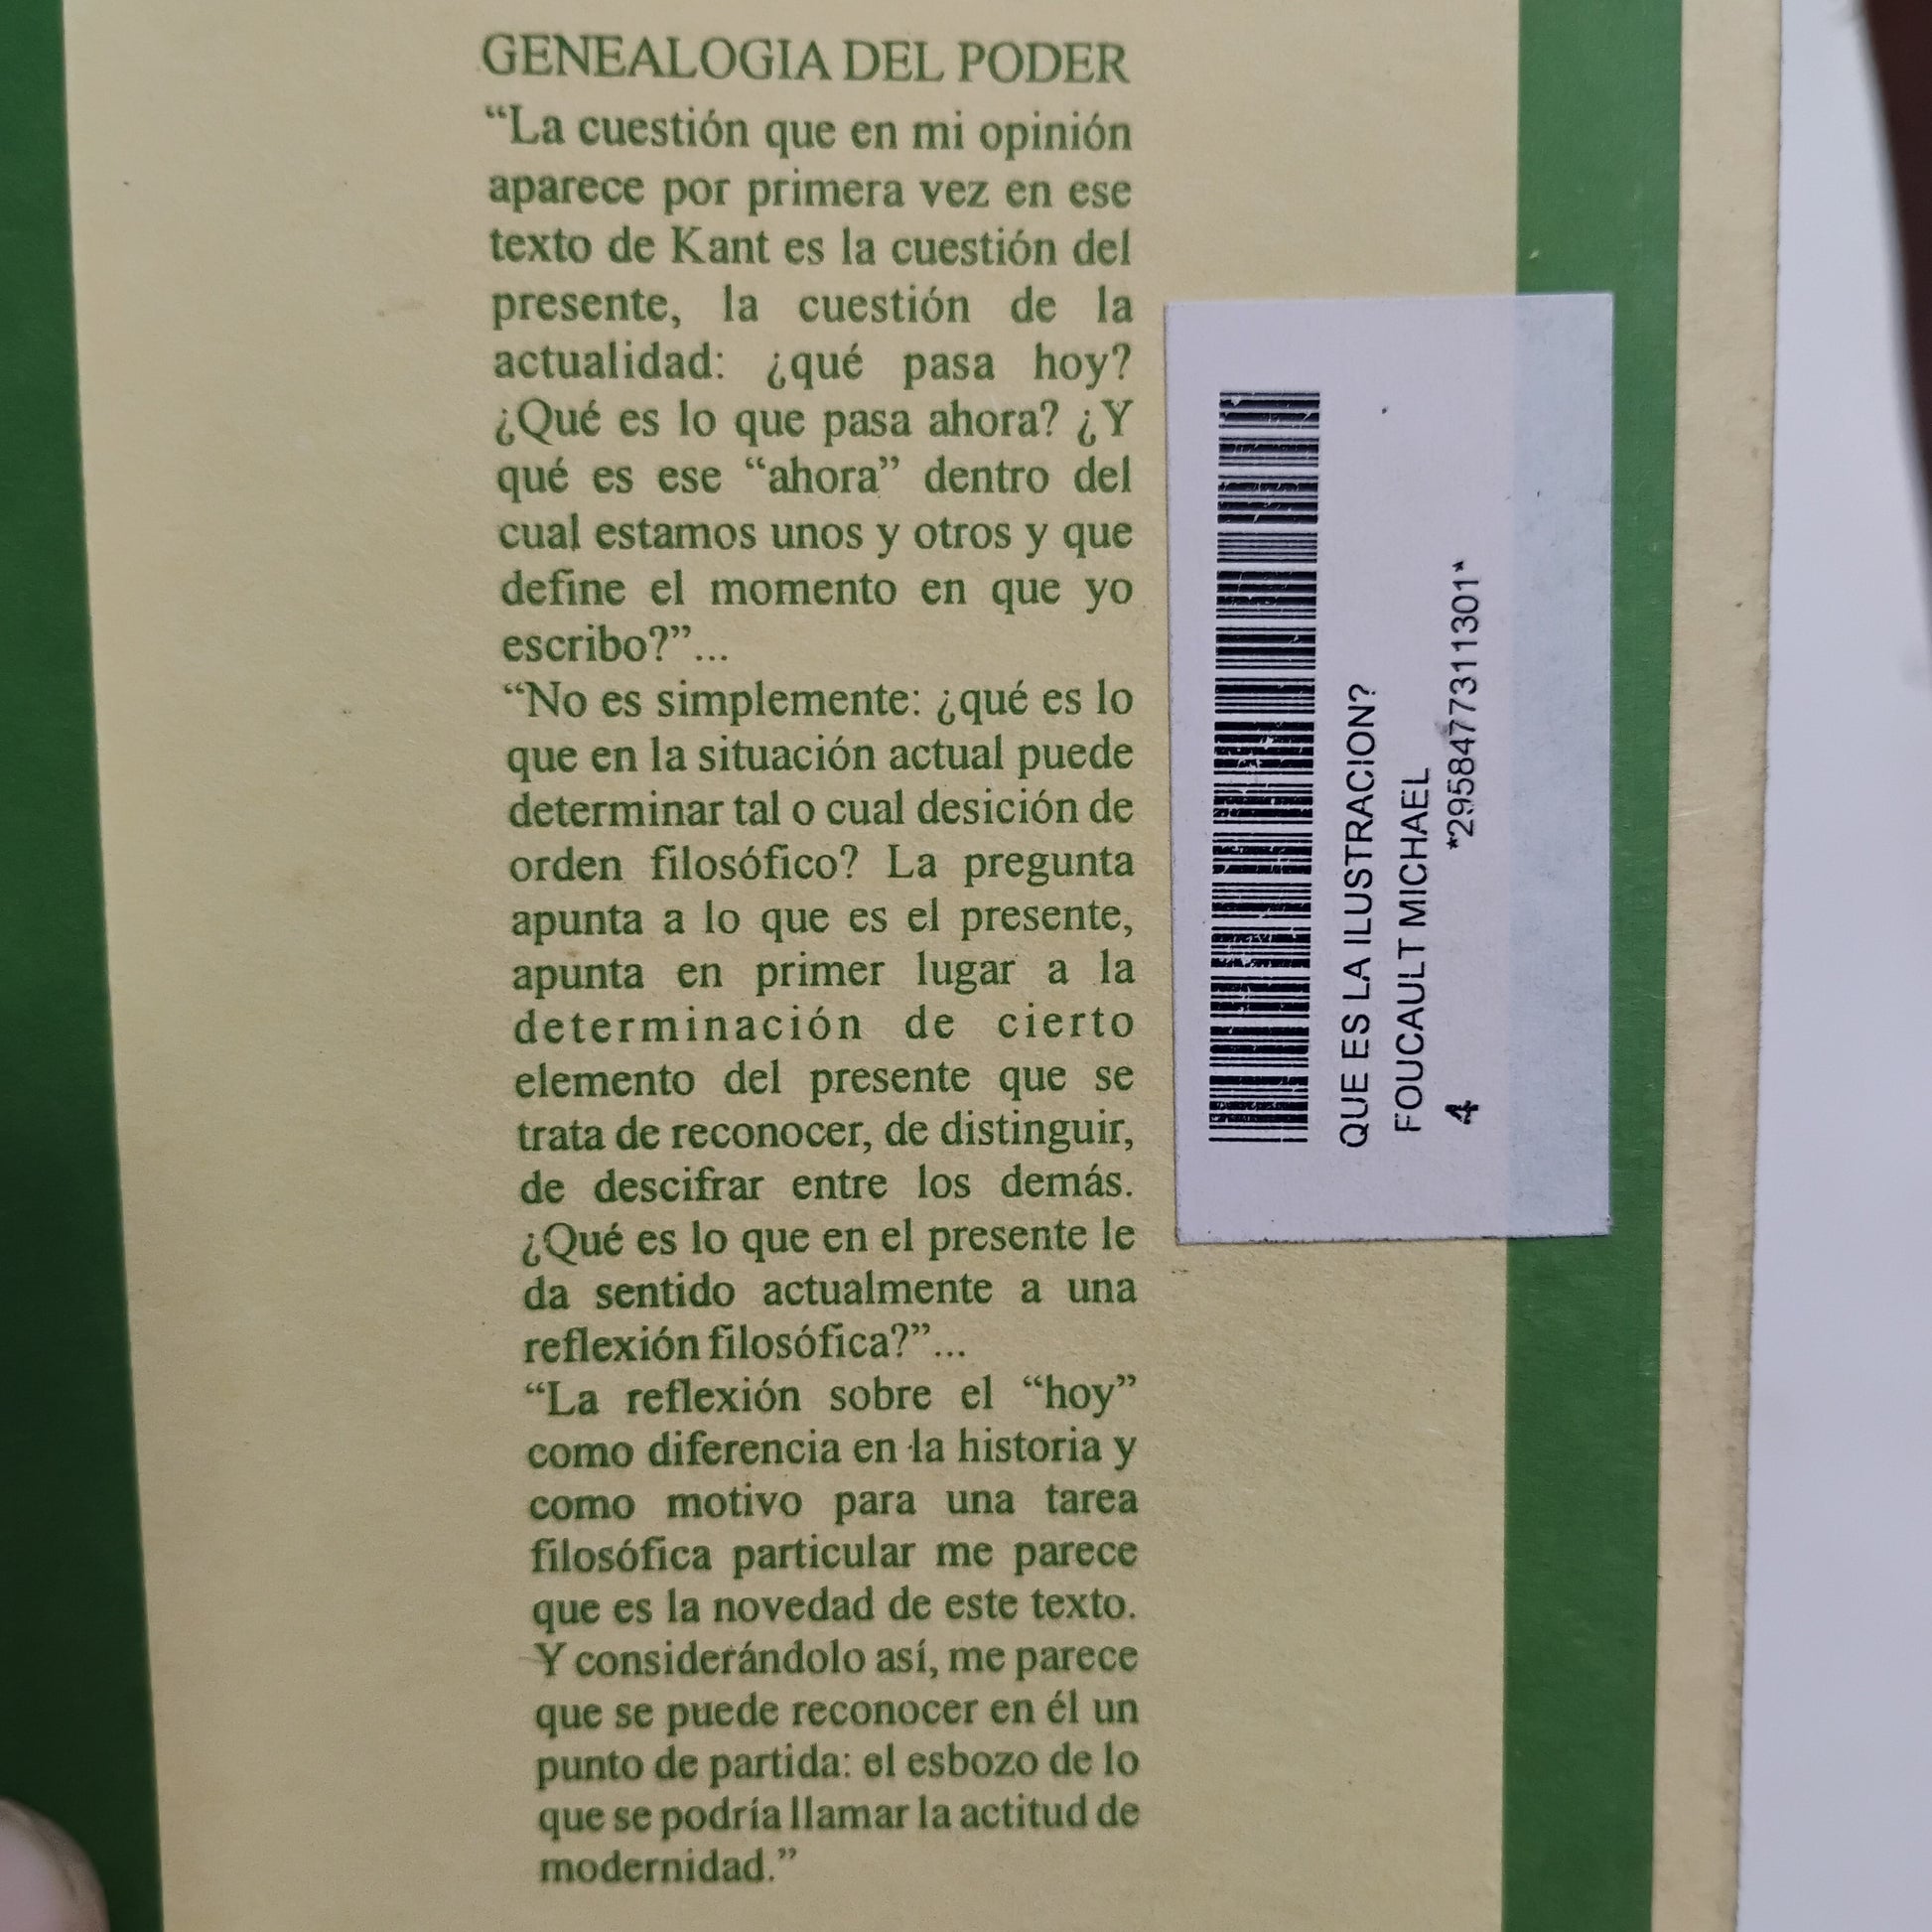 GENEALOGIA DEL PODER
“La cuestión que en mi opinión
aparece por primera vez en ese
texto de Kant es la cuestión del
presente, la cuestión de la
actualidad: ¿qué pasa hoy?
¿Qué es lo que pasa ahora? ¿Y
qué es ese “ahora” dentro del
cual estamos unos y otros y que
define el momento en que yo
escribo?”...
“No es simplemente: ¿qué es lo
que en la situación actual puede
determinar tal o cual desición de
orden filosófico? La pregunta
apunta a lo que es el presente,
apunta en primer lugar a la
determinación de cierto
elemento del presente que se
trata de reconocer, de distinguir,
de descifrar entre los demás.
¿Qué es lo que en el presente le
da sentido actualmente a una
reflexión filosófica?”...
“La reflexión sobre el “hoy”
como diferencia en la historia y
como motivo para una tarea
filosófica particular me parece
que es la novedad de este texto.
Y considerándolo así, me parece
que se puede reconocer en él un
punto de partida: el esbozo de lo
que se podría llamar la actitud de
modernidad.”
QUE ES LA ILUSTRACION?
FOUCAULT MICHAEL
4 *2958477311301*